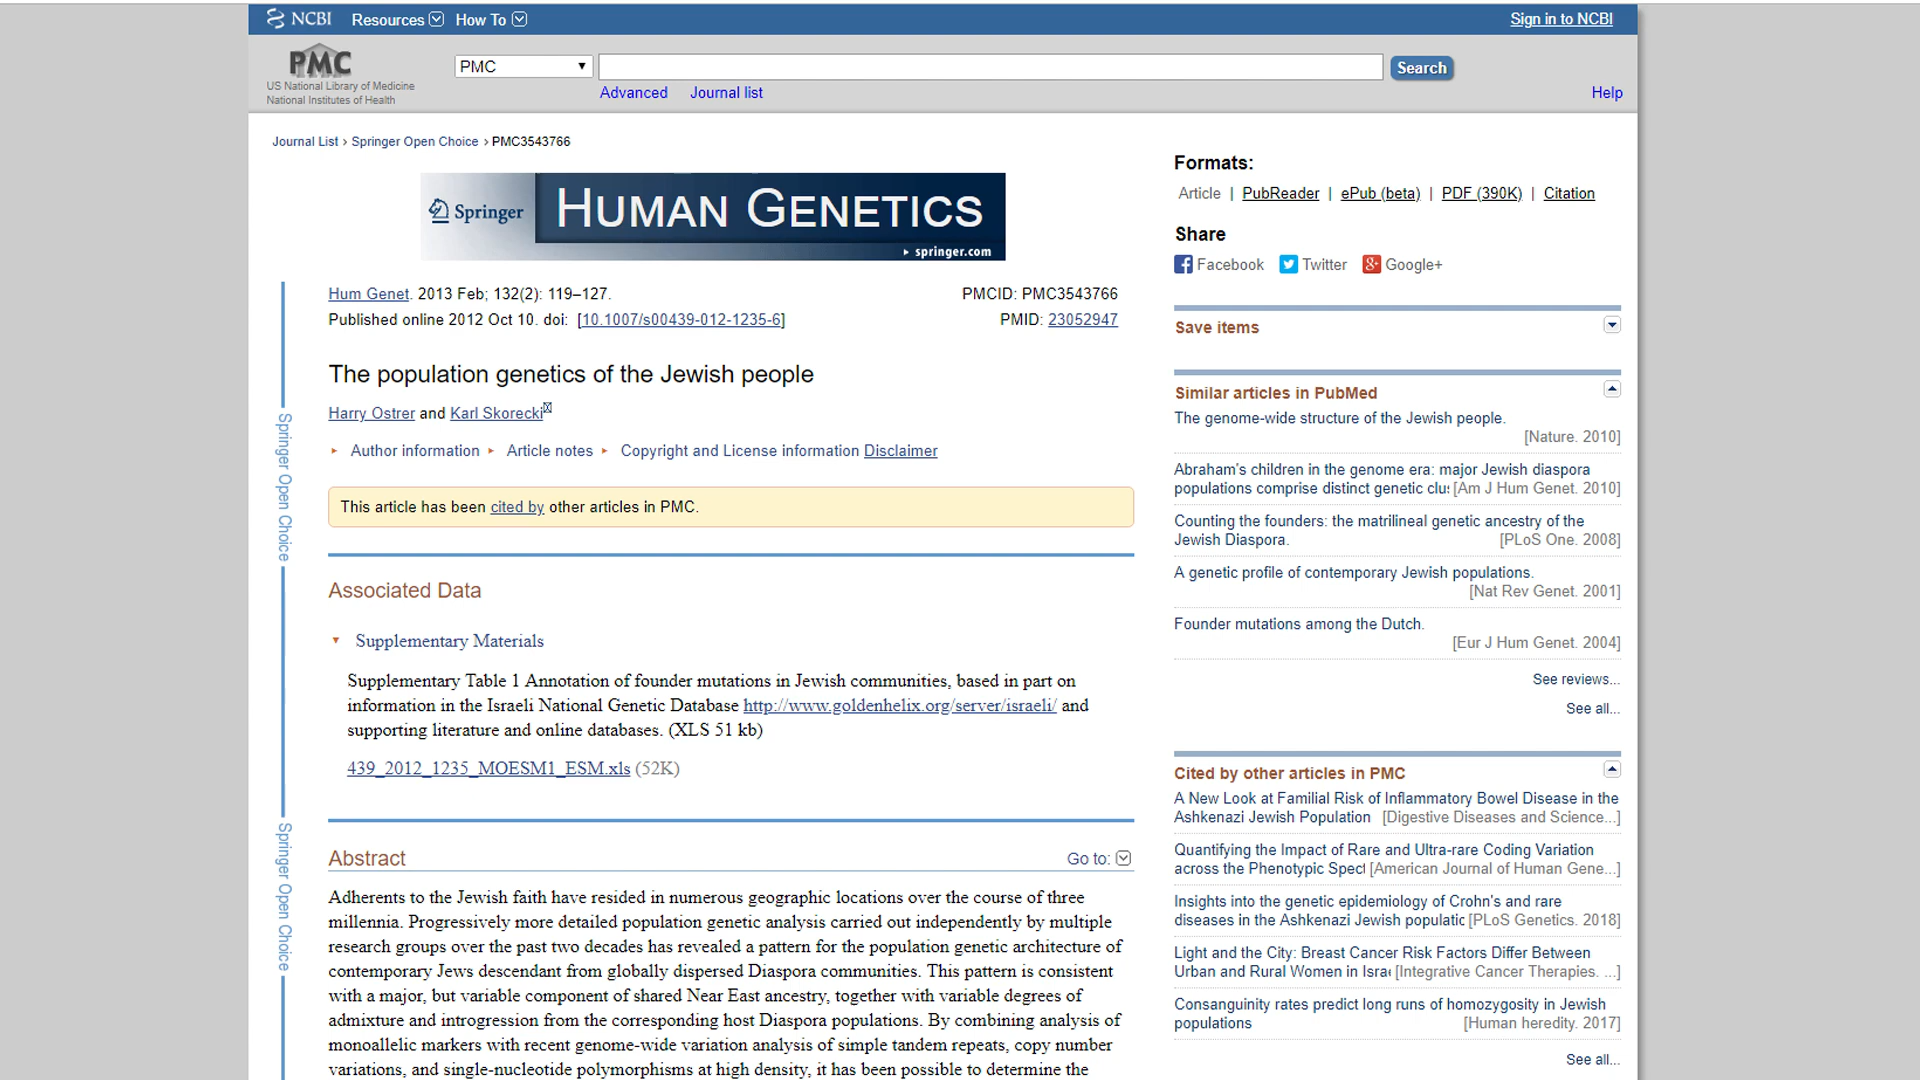 NCBI Resources How To Sign in to NCBI
PMC
US National Library of Medicine
National Institutes of Health
PMC Search
Advanced Journal list Help
Journal List › Springer Open Choice › PMC3543766
Springer HUMAN GENETICS
springer.com
Hum Genet. 2013 Feb; 132(2): 119–127. PMCID: PMC3543766
Published online 2012 Oct 10. doi: [10.1007/s00439-012-1235-6] PMID: 23052947
The population genetics of the Jewish people
Harry Ostrer and Karl Skorecki
Author information Article notes Copyright and License information Disclaimer
This article has been cited by other articles in PMC.
Associated Data
Supplementary Materials
Supplementary Table 1 Annotation of founder mutations in Jewish communities, based in part on
information in the Israeli National Genetic Database http://www.goldenhelix.org/server/israeli/ and
supporting literature and online databases. (XLS 51 kb)
439_2012_1235_MOESM1_ESM.xls (52K)
Abstract Go to:
Adherents to the Jewish faith have resided in numerous geographic locations over the course of three
millennia. Progressively more detailed population genetic analysis carried out independently by multiple
research groups over the past two decades has revealed a pattern for the population genetic architecture of
contemporary Jews descendant from globally dispersed Diaspora communities. This pattern is consistent
with a major, but variable component of shared Near East ancestry, together with variable degrees of
admixture and introgression from the corresponding host Diaspora populations. By combining analysis of
monoallelic markers with recent genome-wide variation analysis of simple tandem repeats, copy number
variations, and single-nucleotide polymorphisms at high density, it has been possible to determine the
Springer Open Choice
Springer Open Choice
Formats:
Article | PubReader | ePub (beta) | PDF (390K) | Citation
Share
Facebook Twitter Google+
Save items
Similar articles in PubMed
The genome-wide structure of the Jewish people.
[Nature. 2010]
Abraham's children in the genome era: major Jewish diaspora
populations comprise distinct genetic clu: [Am J Hum Genet. 2010]
Counting the founders: the matrilineal genetic ancestry of the
Jewish Diaspora. [PLoS One. 2008]
A genetic profile of contemporary Jewish populations.
[Nat Rev Genet. 2001]
Founder mutations among the Dutch.
[Eur J Hum Genet. 2004]
See reviews...
See all...
Cited by other articles in PMC
A New Look at Familial Risk of Inflammatory Bowel Disease in the
Ashkenazi Jewish Population [Digestive Diseases and Science...]
Quantifying the Impact of Rare and Ultra-rare Coding Variation
across the Phenotypic Spect [American Journal of Human Gene...]
Insights into the genetic epidemiology of Crohn's and rare
diseases in the Ashkenazi Jewish populatic [PLoS Genetics. 2018]
Light and the City: Breast Cancer Risk Factors Differ Between
Urban and Rural Women in Israe [Integrative Cancer Therapies. ...]
Consanguinity rates predict long runs of homozygosity in Jewish
populations [Human heredity. 2017]
See all...